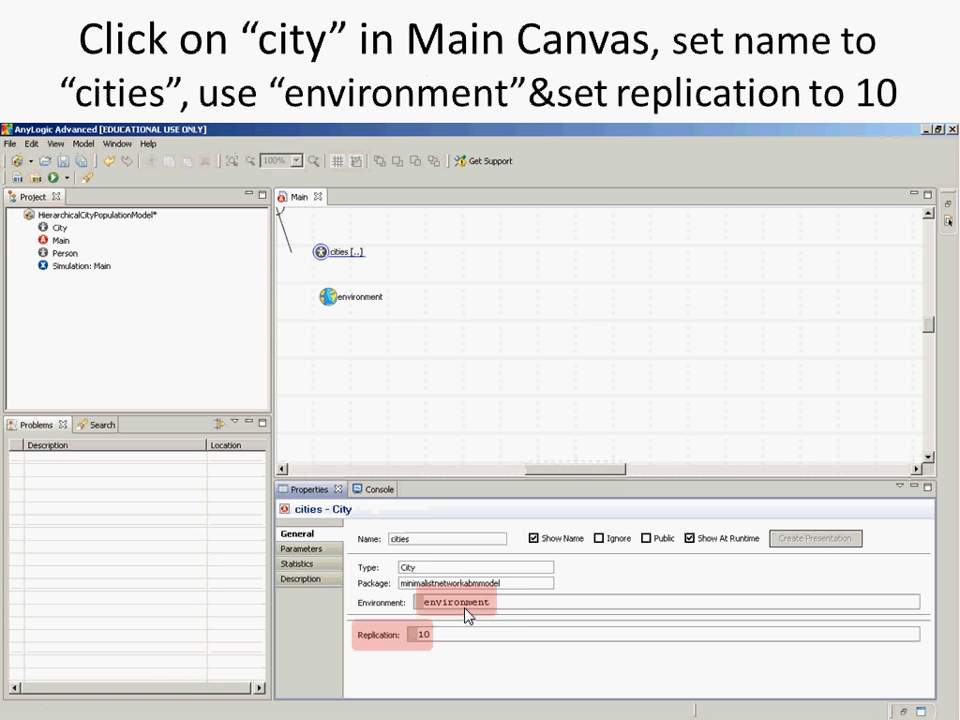 Click on “city” in Main Canvas, set name to
“cities”, use “environment”&set replication to 10
AnyLogic Advanced [EDUCATIONAL USE ONLY]
File Edit View Model Window Help
100%
Get Support
Project
Main
HierarchicalCityPopulationModel*
City
Main
Person
Simulation: Main
cities [..]
environment
Problems
Search
Description
Location
Properties
Console
cities - City
General
Parameters
Statistics
Description
Name: cities
Show Name
Ignore
Public
Show At Runtime
Create Presentation
Type: City
Package: minimalistnetworkabmmodel
Environment: environment
Replication: 10